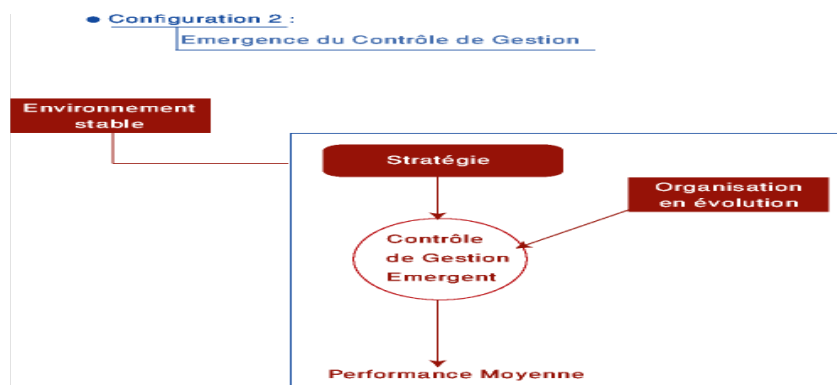 ● Configuration 2 :
Emergence du Contrôle de Gestion
Environnement
stable
Stratégie
Organisation
en évolution
Contrôle
de Gestion
Emergent
Performance Moyenne